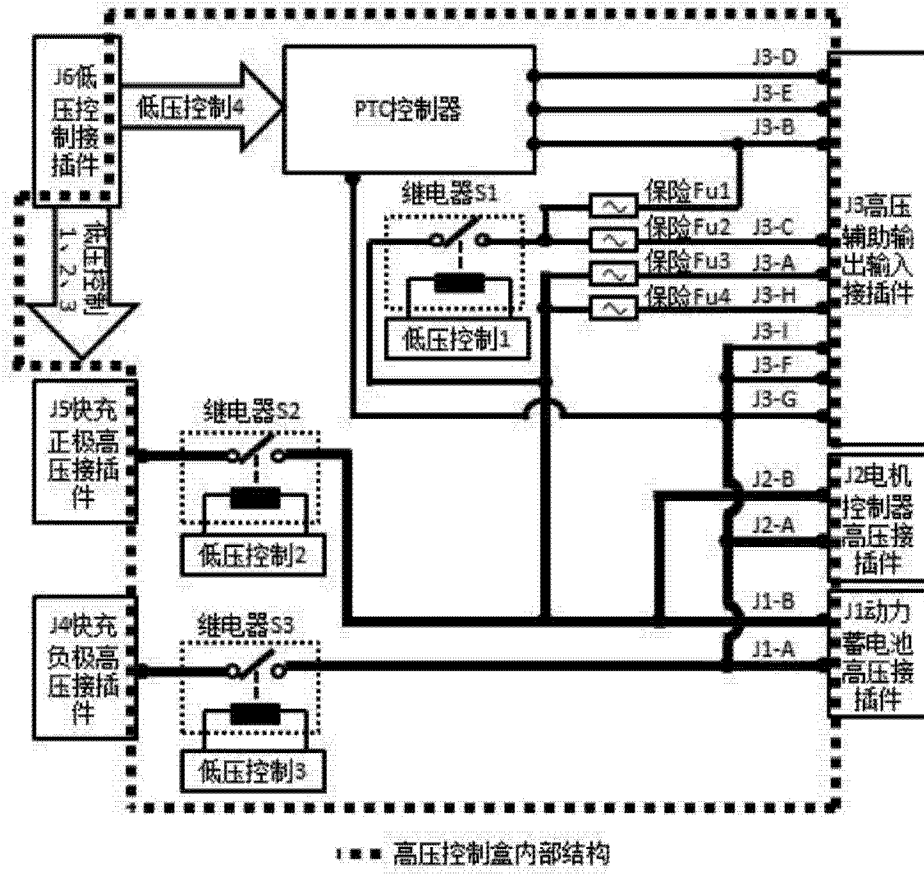 J6低
压控
制接
插件
低压控制4
PTC控制器
J3-D
J3-E
J3-B
继电器S1
保险Fu1
保险Fu2
J3-C
保险Fu3
J3-A
保险Fu4
J3-H
J3高压
辅助输
出输入
接插件
低压控制
1、2、3
低压控制1
J3-I
J3-F
J3-G
J5快充
正极高
压接插
件
继电器S2
低压控制2
J2-B
J2-A
J2电机
控制器
高压接
插件
J4快充
负极高
压接插
件
继电器S3
低压控制3
J1-B
J1-A
J1动力
蓄电池
高压接
插件
高压控制盒内部结构